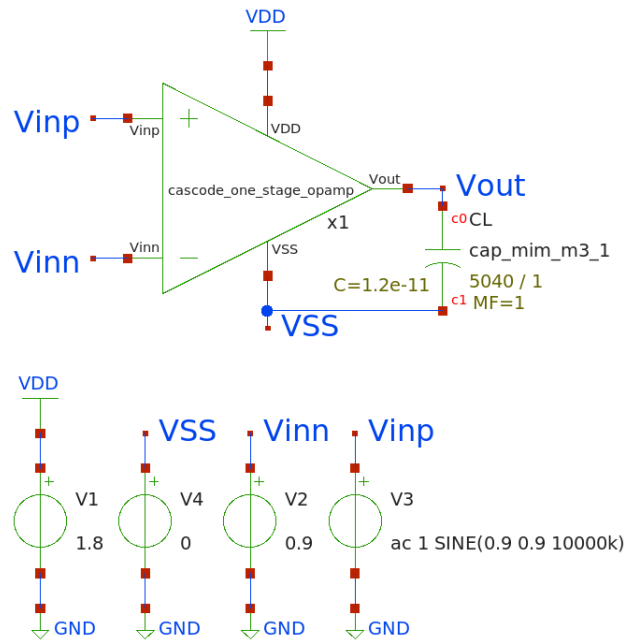 VDD
Vinp
Vinp
+
VDD
cascode_one_stage_opamp
Vout
Vout
x1
Vinn
Vinn
−
VSS
c0 CL
cap_mim_m3_1
C=1.2e-11
5040 / 1
c1 MF=1
VSS
VDD
VSS
Vinn
Vinp
+ V1
+ V4
+ V2
+ V3
1.8
0
0.9
ac 1 SINE(0.9 0.9 10000k)
GND
GND
GND
GND